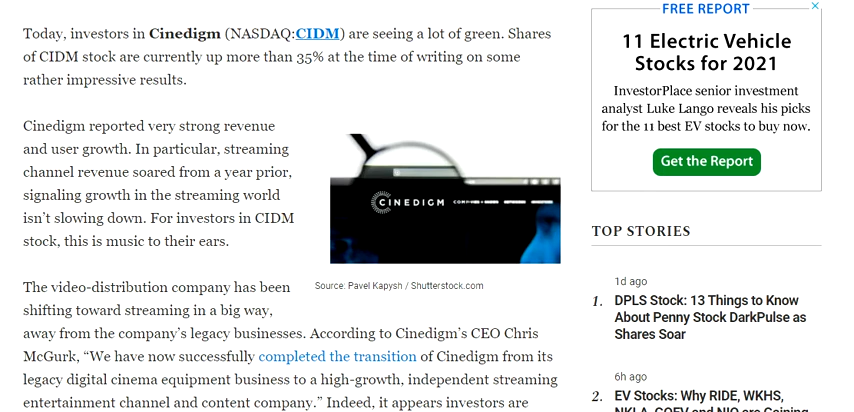 Today, investors in Cinedigm (NASDAQ:CIDM) are seeing a lot of green. Shares
of CIDM stock are currently up more than 35% at the time of writing on some
rather impressive results.
Cinedigm reported very strong revenue
and user growth. In particular, streaming
channel revenue soared from a year prior,
signaling growth in the streaming world
isn’t slowing down. For investors in CIDM
stock, this is music to their ears.
CINEDIGM
Source: Pavel Kapysh / Shutterstock.com
The video-distribution company has been
shifting toward streaming in a big way,
away from the company’s legacy businesses. According to Cinedigm’s CEO Chris
McGurk, “We have now successfully completed the transition of Cinedigm from its
legacy digital cinema equipment business to a high-growth, independent streaming
entertainment channel and content company.” Indeed, it appears investors are
FREE REPORT
11 Electric Vehicle
Stocks for 2021
InvestorPlace senior investment
analyst Luke Lango reveals his picks
for the 11 best EV stocks to buy now.
Get the Report
TOP STORIES
1d ago
1. DPLS Stock: 13 Things to Know
About Penny Stock DarkPulse as
Shares Soar
6h ago
2. EV Stocks: Why RIDE, WKHS,